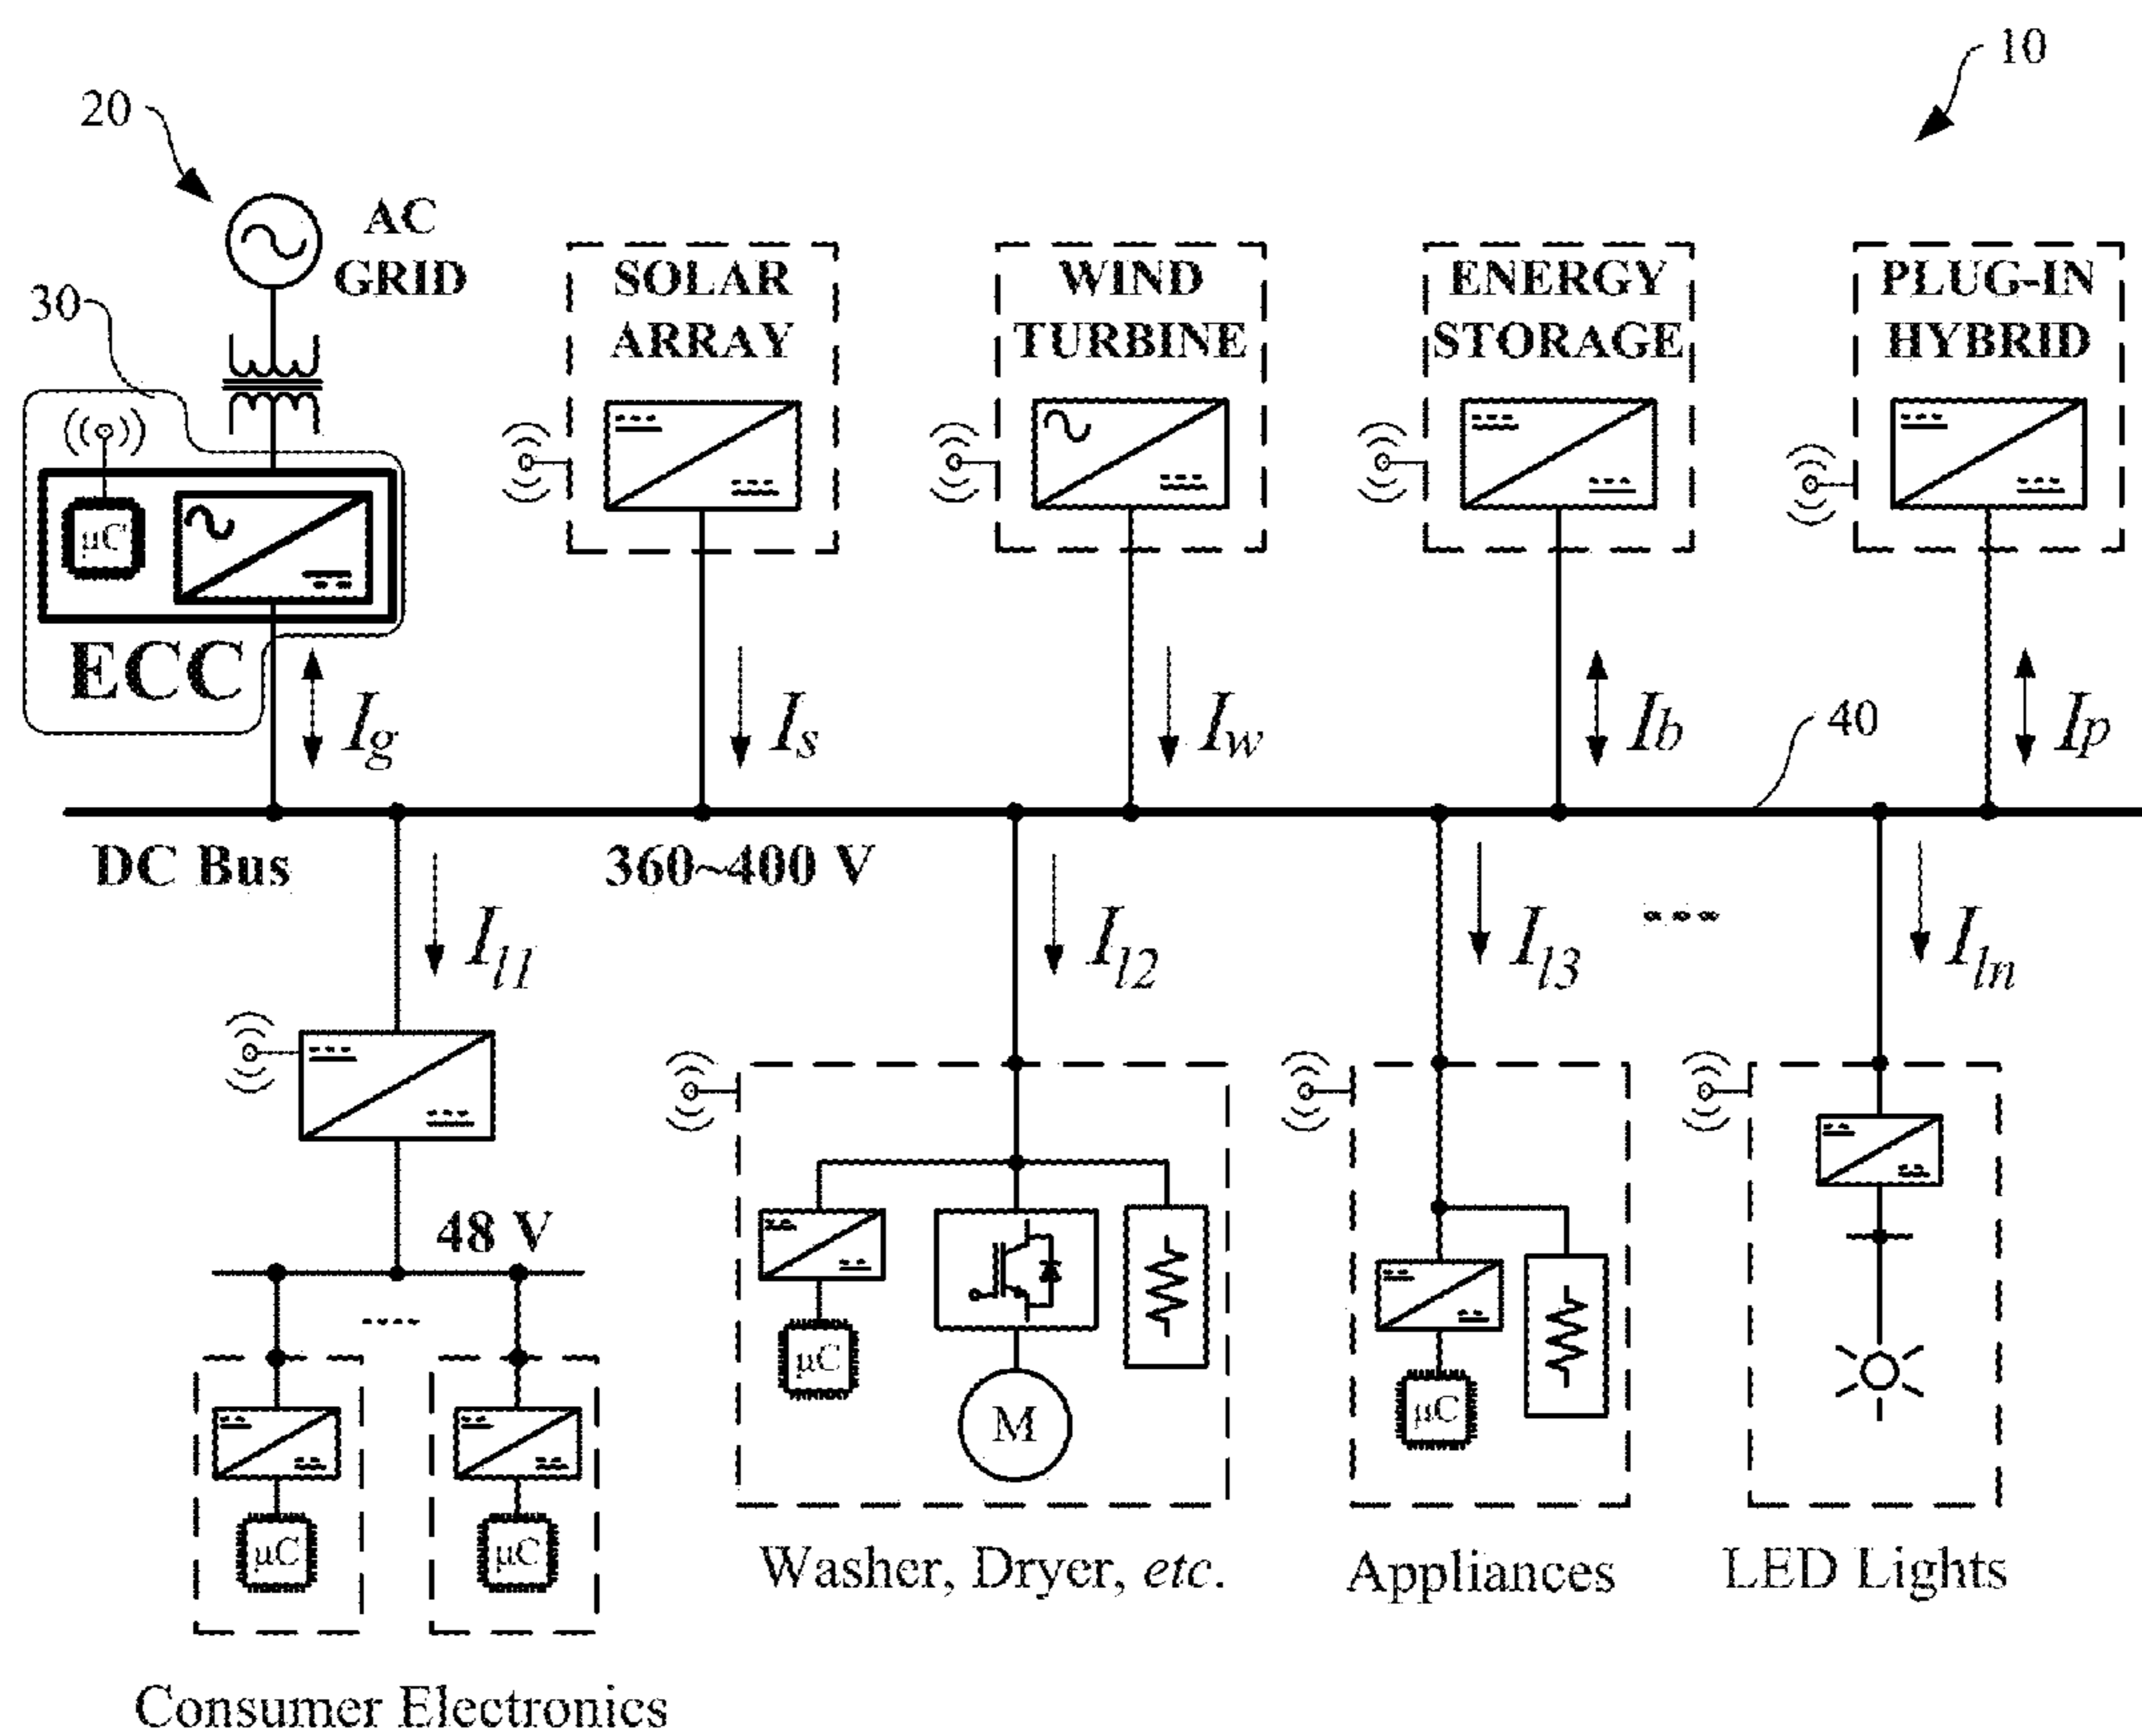 10
20
AC
GRID
30
SOLAR
ARRAY
WIND
TURBINE
ENERGY
STORAGE
PLUG-IN
HYBRID
µC
ECC
Ig
Is
Iw
Ib
40
Ip
DC Bus
360~400 V
Il1
Il2
Il3
Iln
48 V
µC
M
µC
µC
µC
Washer, Dryer, etc.
Appliances
LED Lights
Consumer Electronics